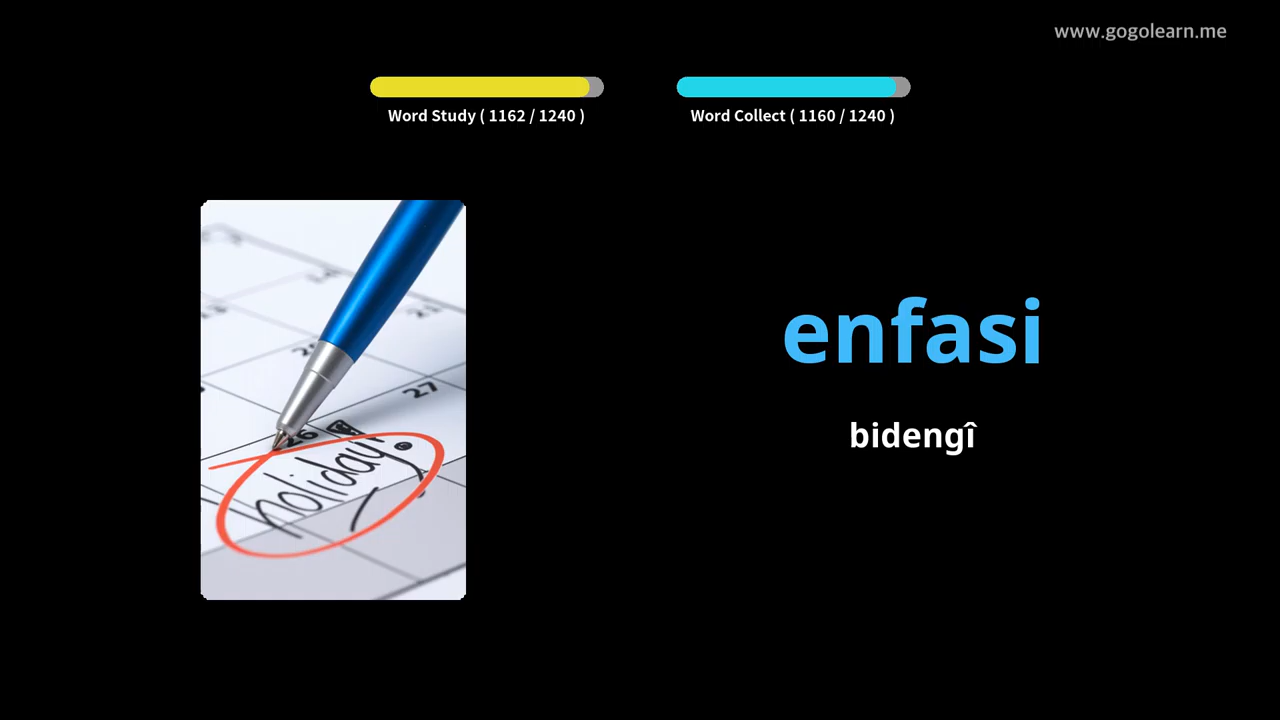 www.gogolearn.me
Word Study ( 1162 / 1240 )
Word Collect ( 1160 / 1240 )
27
holiday!
enfasi
bidengî